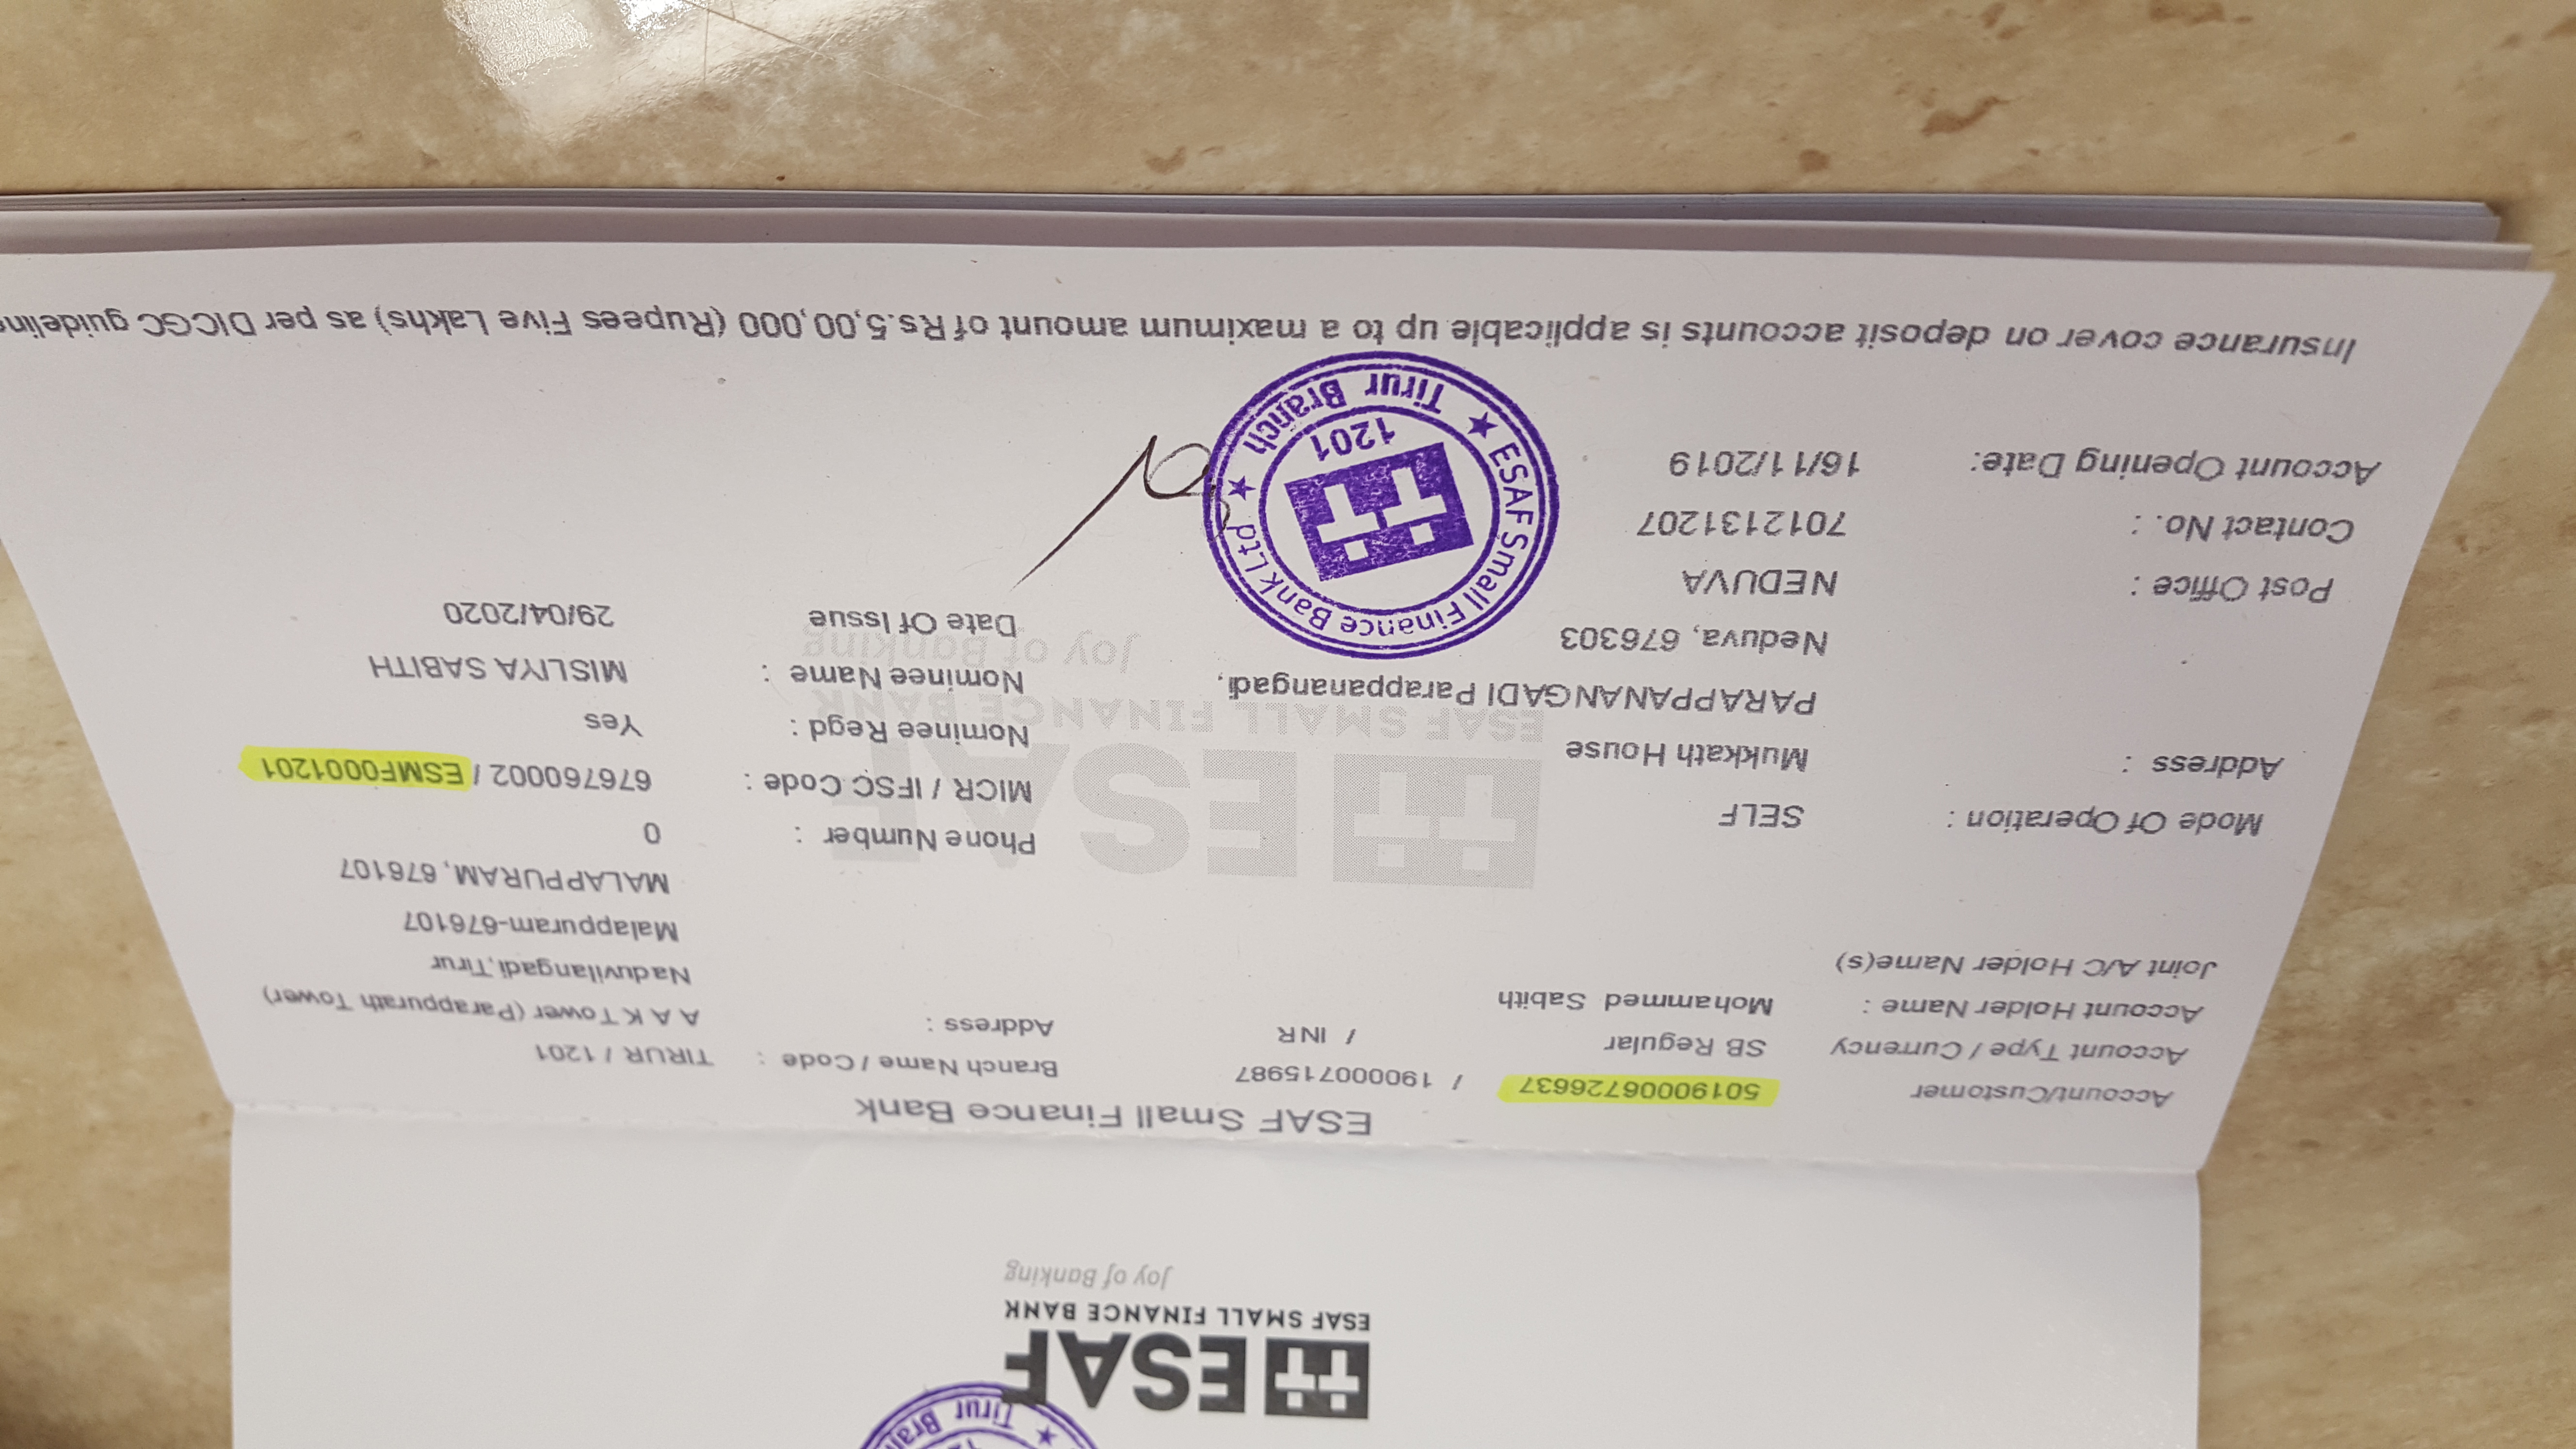 Tirur Bran
ESAF
ESAF SMALL FINANCE BANK
Joy of Banking
ESAF Small Finance Bank
Account/Customer 50190006726637 / 190000715987
Account Type / Currency SB Regular / INR
Account Holder Name : Mohammed Sabith
Joint A/C Holder Name(s)
Branch Name / Code : TIRUR / 1201
Address : A A K Tower (Parappurath Tower)
Naduvilangadi,Tirur
Malappuram-676107
MALAPPURAM, 676107
Mode Of Operation : SELF
Address : Mukkath House
PARAPPANANGADI Parappanangadi,
Neduva, 676303
Post Office : NEDUVA
Contact No. : 7012131207
Account Opening Date: 16/11/2019
Phone Number : 0
MICR / IFSC Code : 676760002 / ESMF0001201
Nominee Regd : Yes
Nominee Name : MISLIYA SABITH
Date Of Issue 29/04/2020
ESAF
ESAF SMALL FINANCE BANK
Joy of Banking
ESAF Small Finance Bank Ltd
1201
Tirur Branch
Insurance cover on deposit accounts is applicable up to a maximum amount of Rs.5,00,000 (Rupees Five Lakhs) as per DICGC guidelin